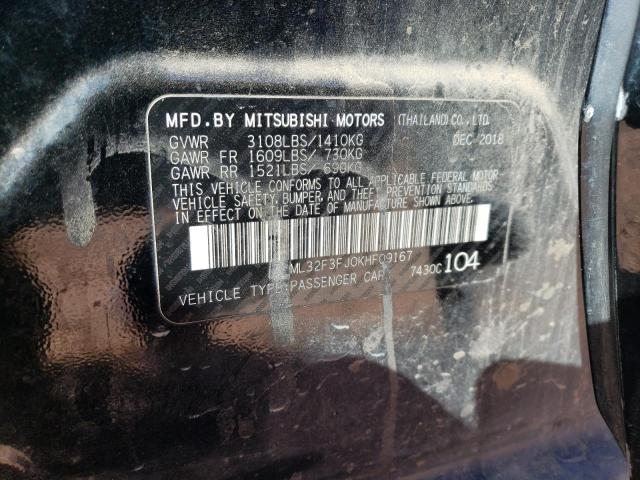 MFD.BY MITSUBISHI MOTORS (THAILAND) CO., LTD.
GVWR 3108LBS/1410KG DEC 2018
GAWR FR 1609LBS/ 730KG
GAWR RR 1521LBS/ 690KG
THIS VEHICLE CONFORMS TO ALL APPLICABLE FEDERAL MOTOR-
VEHICLE SAFETY, BUMPER, AND THEFT PREVENTION STANDARDS
IN EFFECT ON THE DATE OF MANUFACTURE SHOWN ABOVE.
ML32F3FJ0KHF09167
VEHICLE TYPE:PASSENGER CAR 7430C 104